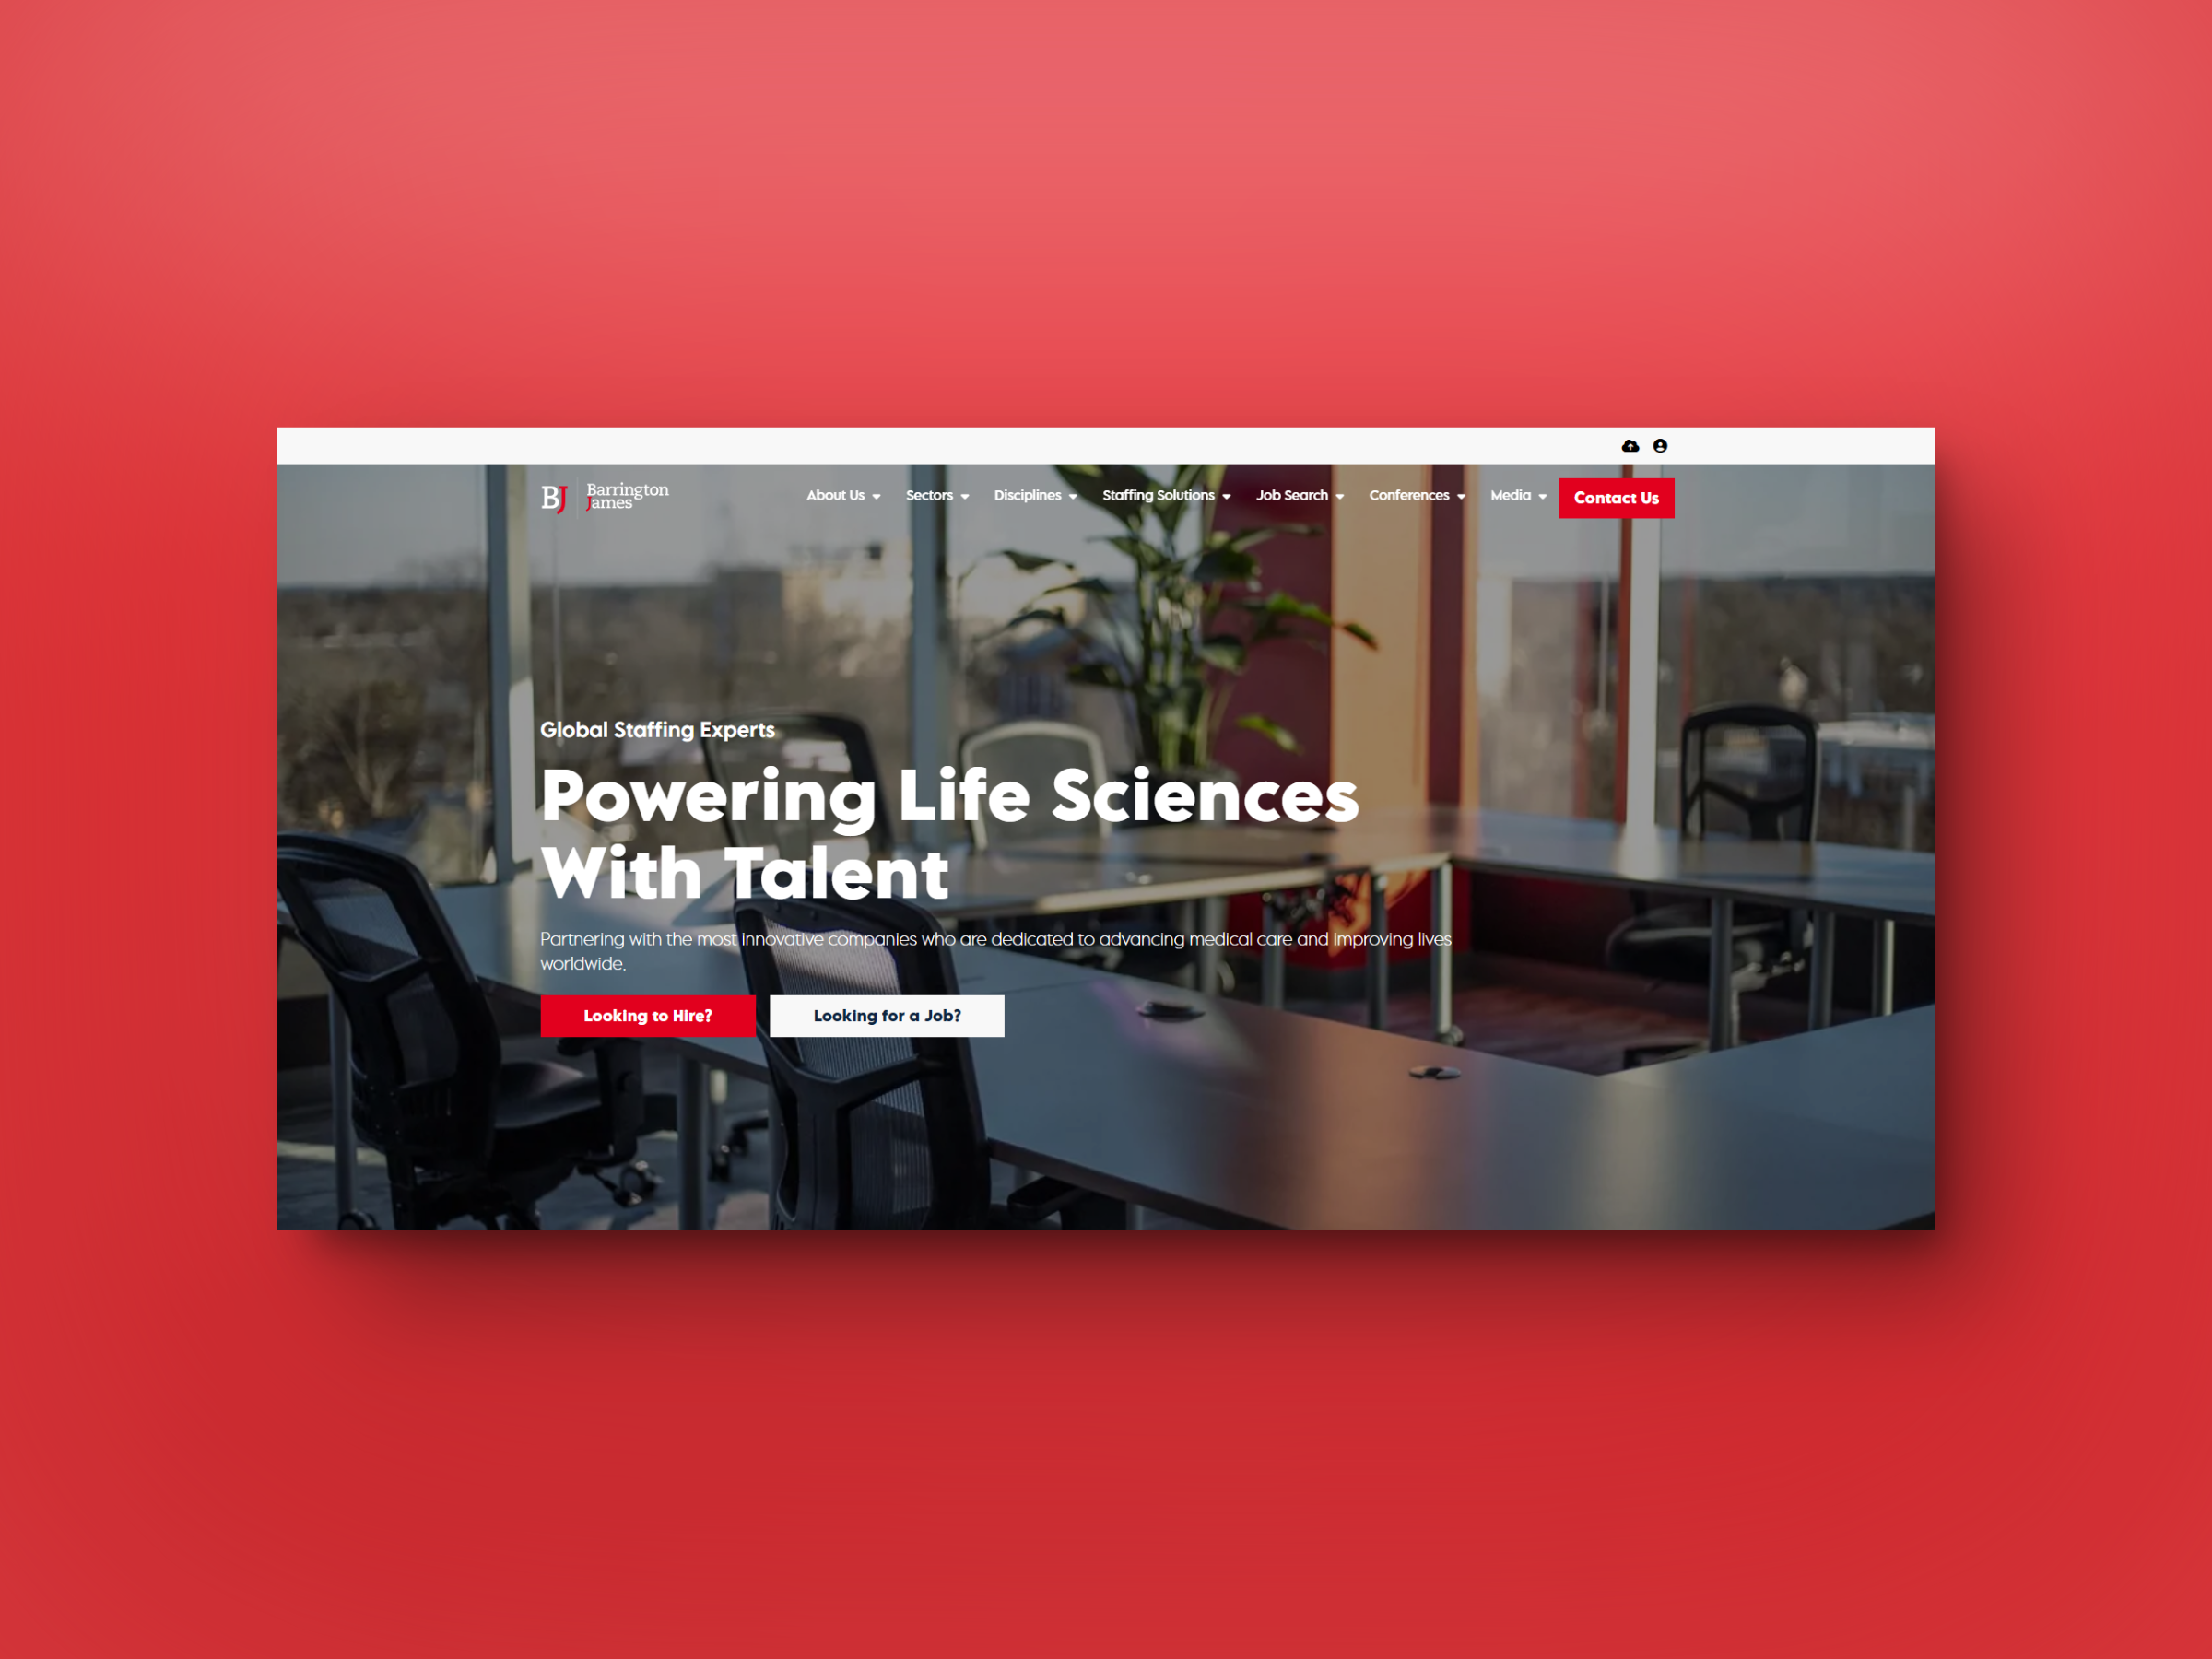 BJ Barrington James
About Us Sectors Disciplines Staffing Solutions Job Search Conferences Media Contact Us
Global Staffing Experts
Powering Life Sciences
With Talent
Partnering with the most innovative companies who are dedicated to advancing medical care and improving lives
worldwide.
Looking to Hire? Looking for a Job?